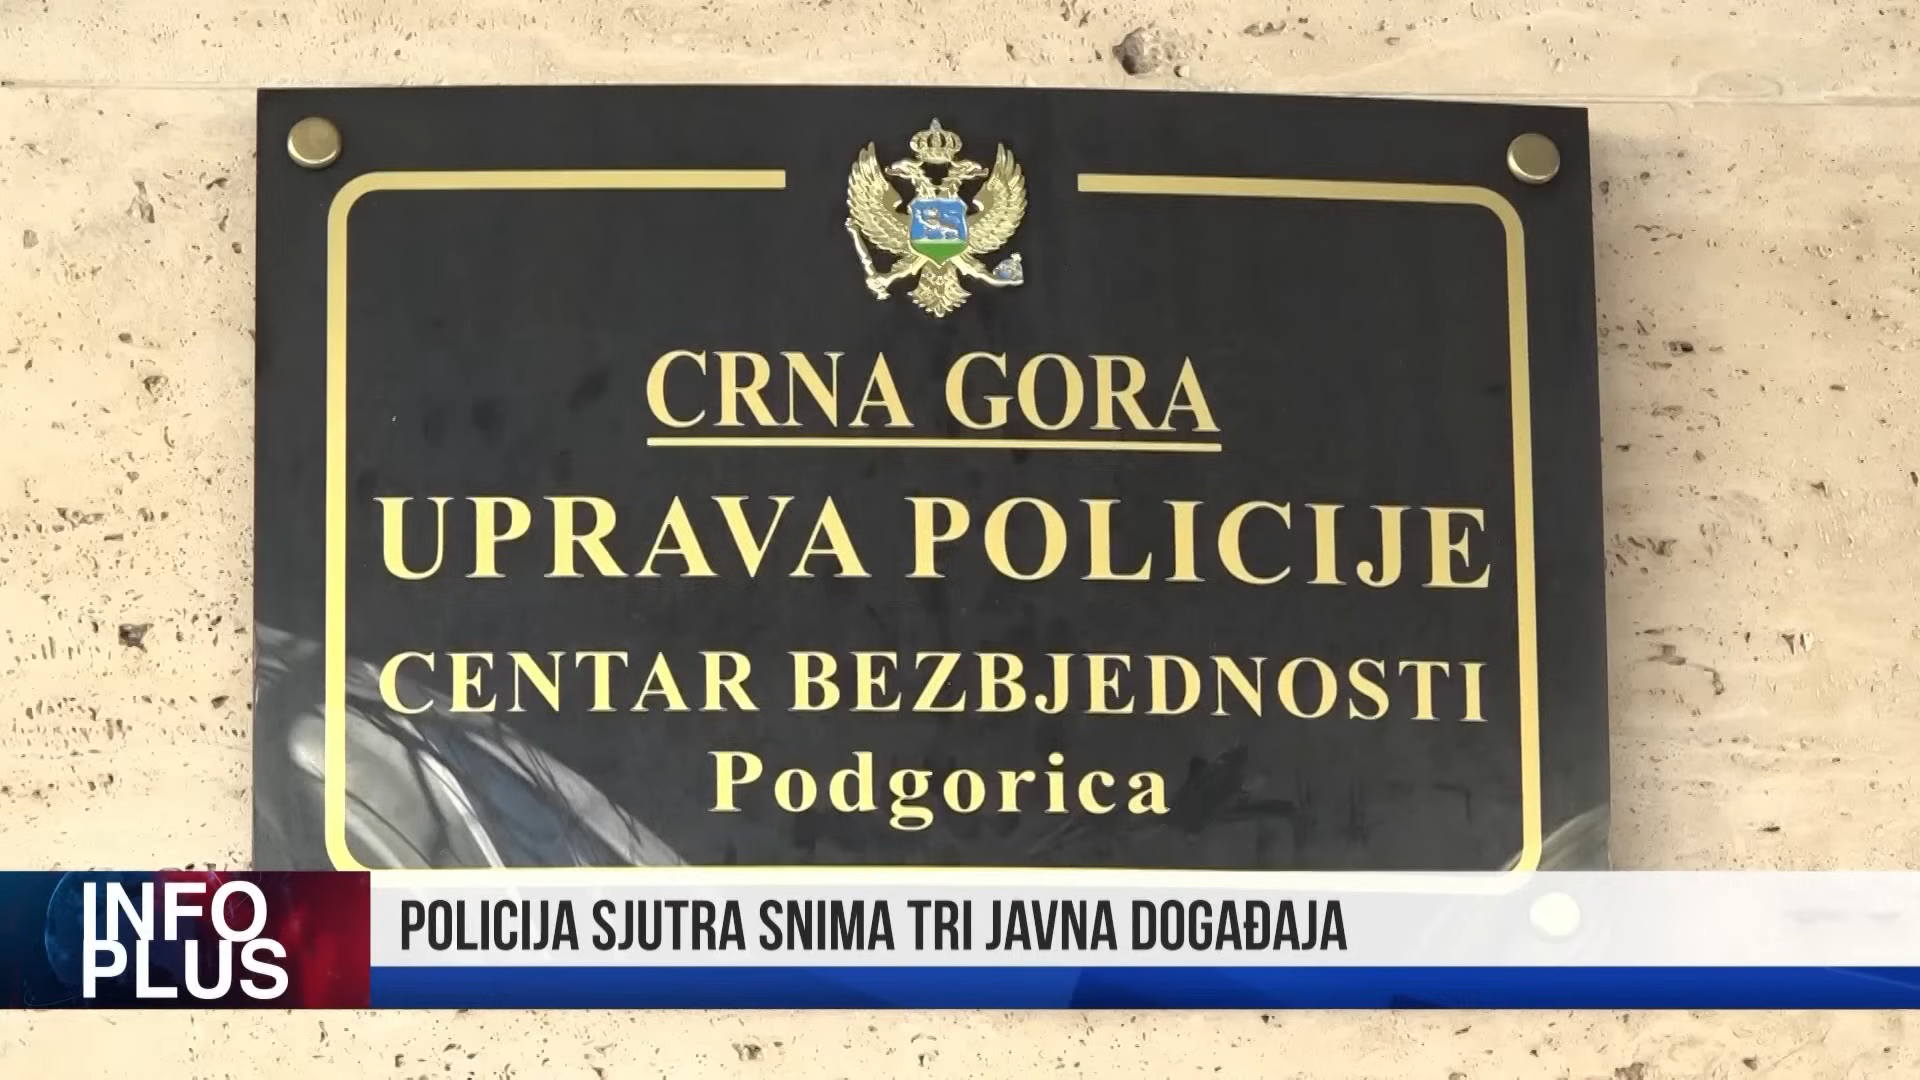 CRNA GORA
UPRAVA POLICIJE
CENTAR BEZBJEDNOSTI
Podgorica
INFO
PLUS
POLICIJA SJUTRA SNIMA TRI JAVNA DOGAĐAJA